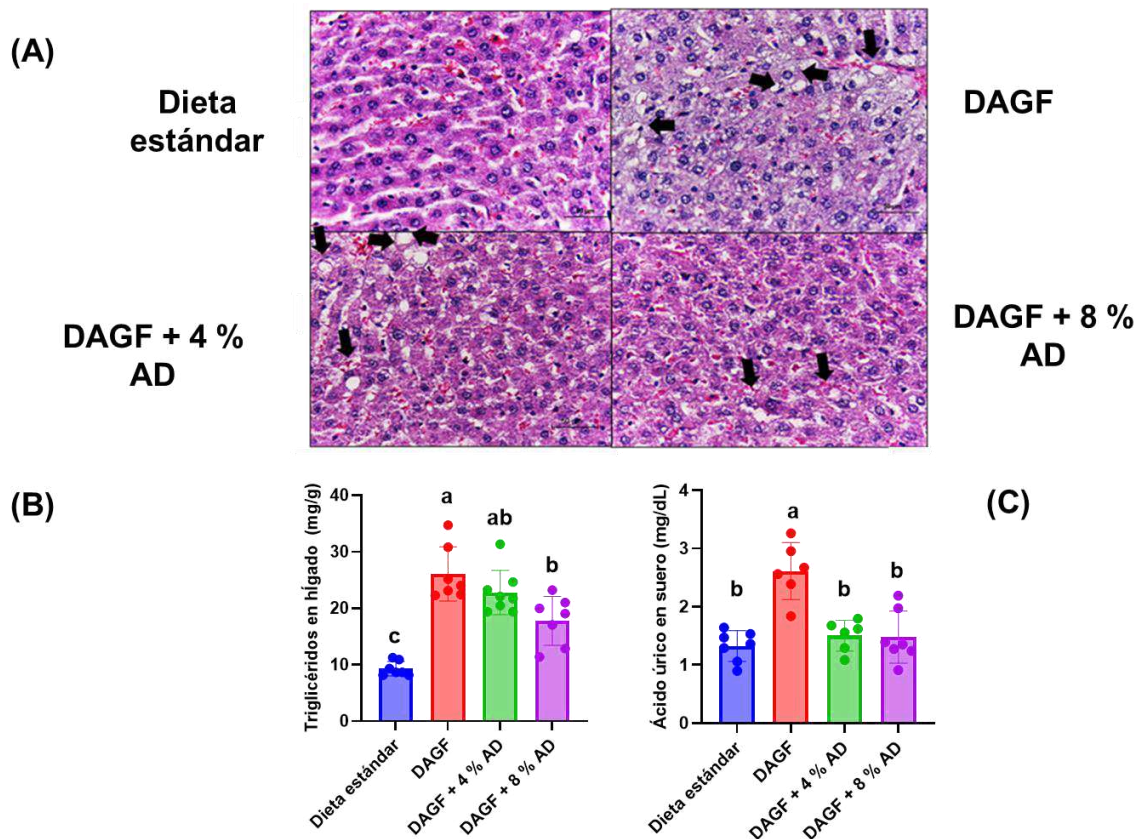 (A)
Dieta
estándar
DAGF
DAGF + 4 %
AD
DAGF + 8 %
AD
(B)
Triglicéridos en hígado (mg/g)
40
30
20
10
0
c
a
ab
b
Dieta estándar
DAGF
DAGF + 4 % AD
DAGF + 8 % AD
(C)
Ácido úrico en suero (mg/dL)
4
3
2
1
0
b
a
b
b
Dieta estándar
DAGF
DAGF + 4 % AD
DAGF + 8 % AD